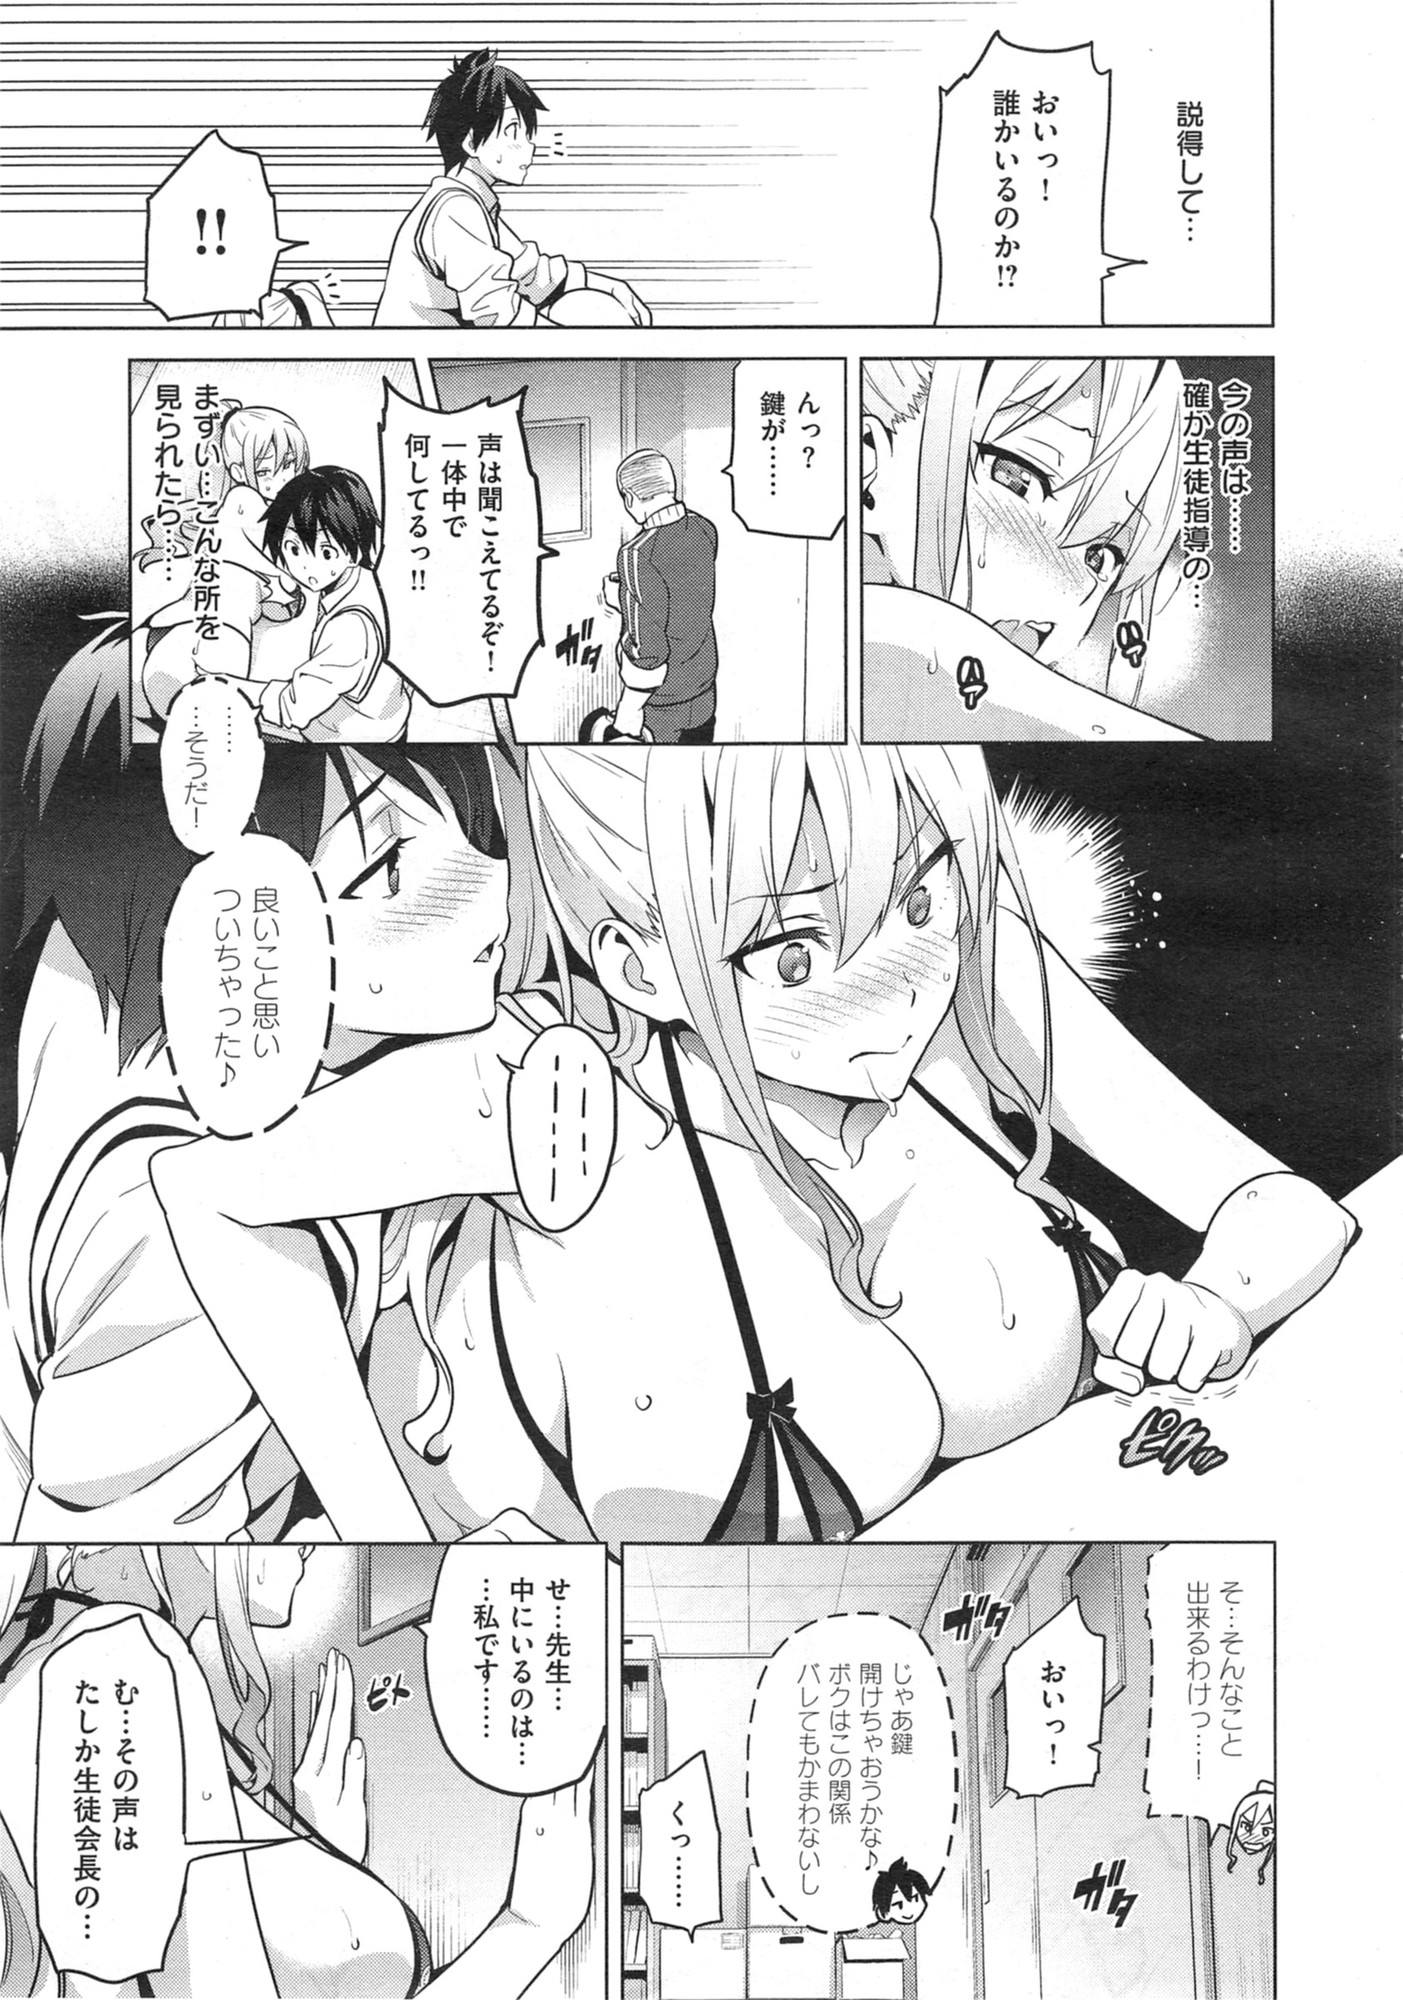 説得して…
おいっ!
誰かいるのか!?
!!
今の声は……
確か生徒指導の…
ハァ
ハァ
んっ?
鍵が……
ガタ
声は聞こえてるぞ!
一体中で
何してるっ!!
まずい…こんな所を
見られたら……
……
…そうだ!
良いこと思い
ついちゃった♪
ピクッ
そ…そんなこと
出来るわけっ…!
おいっ!
ガタ
ガタ
じゃあ鍵
開けちゃおうかな♪
ボクはこの関係
バレてもかまわないし
くっ……
せ…先生…
中にいるのは…
…私です……
ピト
む…その声は
たしか生徒会長の…